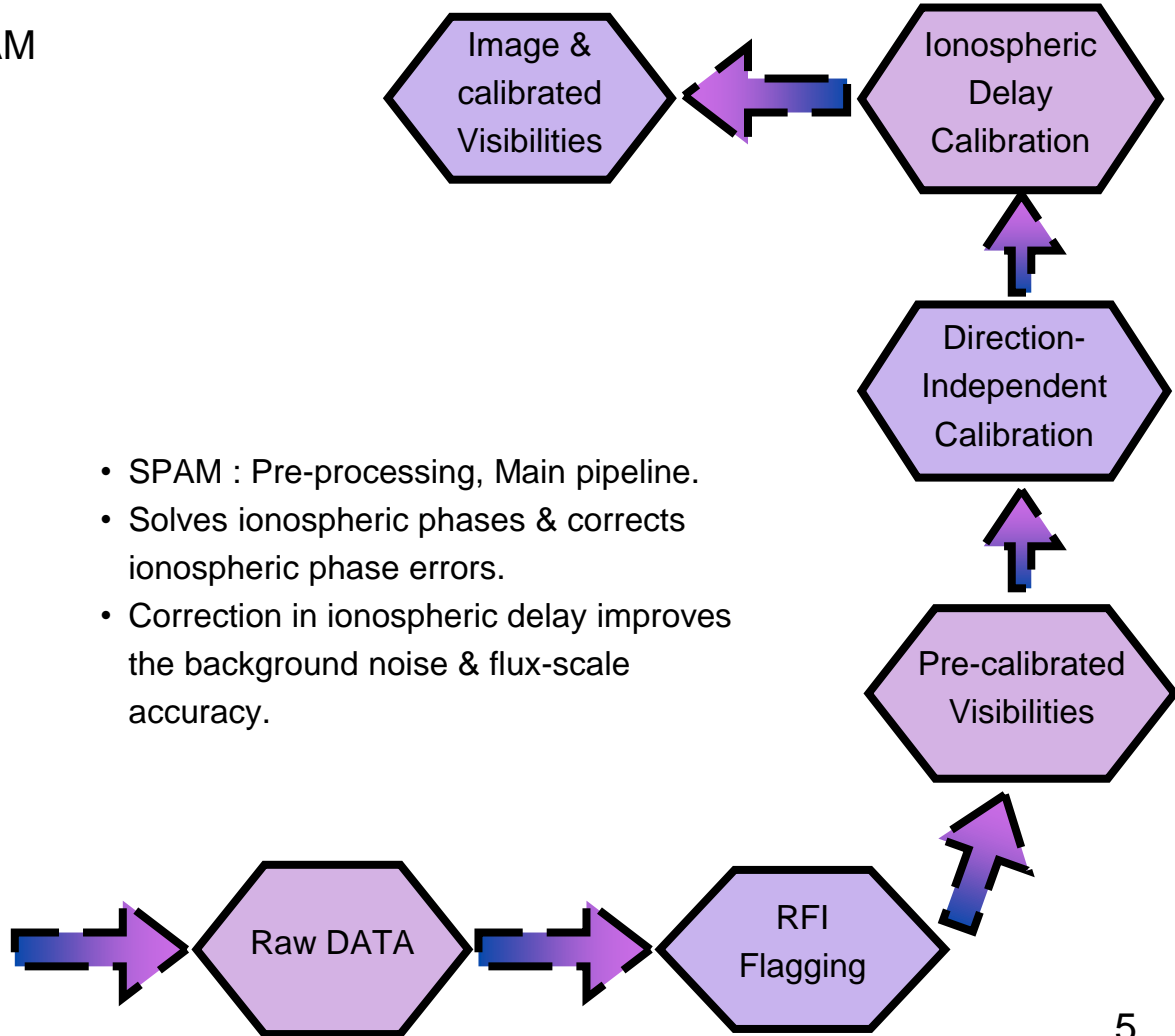 AM
Image &
calibrated
Visibilities
Ionospheric
Delay
Calibration
Direction-
Independent
Calibration
• SPAM : Pre-processing, Main pipeline.
• Solves ionospheric phases & corrects
ionospheric phase errors.
• Correction in ionospheric delay improves
the background noise & flux-scale
accuracy.
Pre-calibrated
Visibilities
Raw DATA
RFI
Flagging
5